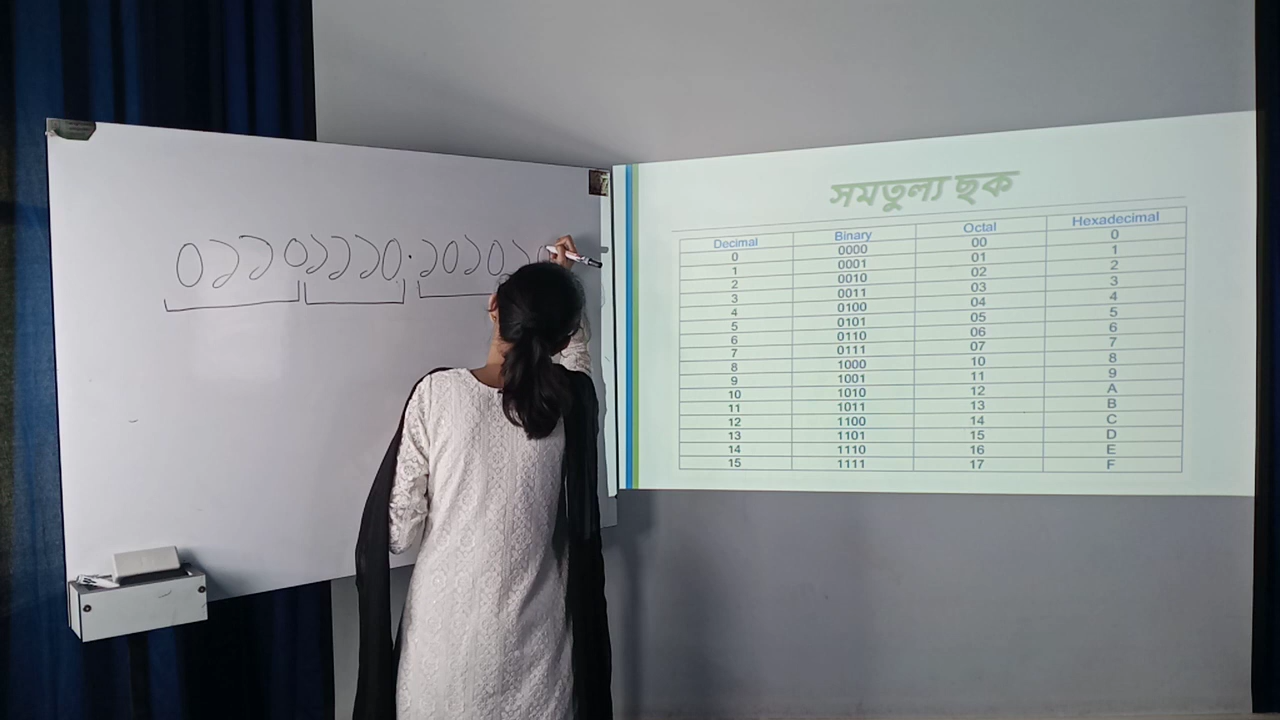 ০১১০১১১০.১০১০
সমতুল্য ছক
Decimal Binary Octal Hexadecimal
0 0000 00 0
1 0001 01 1
2 0010 02 2
3 0011 03 3
4 0100 04 4
5 0101 05 5
6 0110 06 6
7 0111 07 7
8 1000 10 8
9 1001 11 9
10 1010 12 A
11 1011 13 B
12 1100 14 C
13 1101 15 D
14 1110 16 E
15 1111 17 F